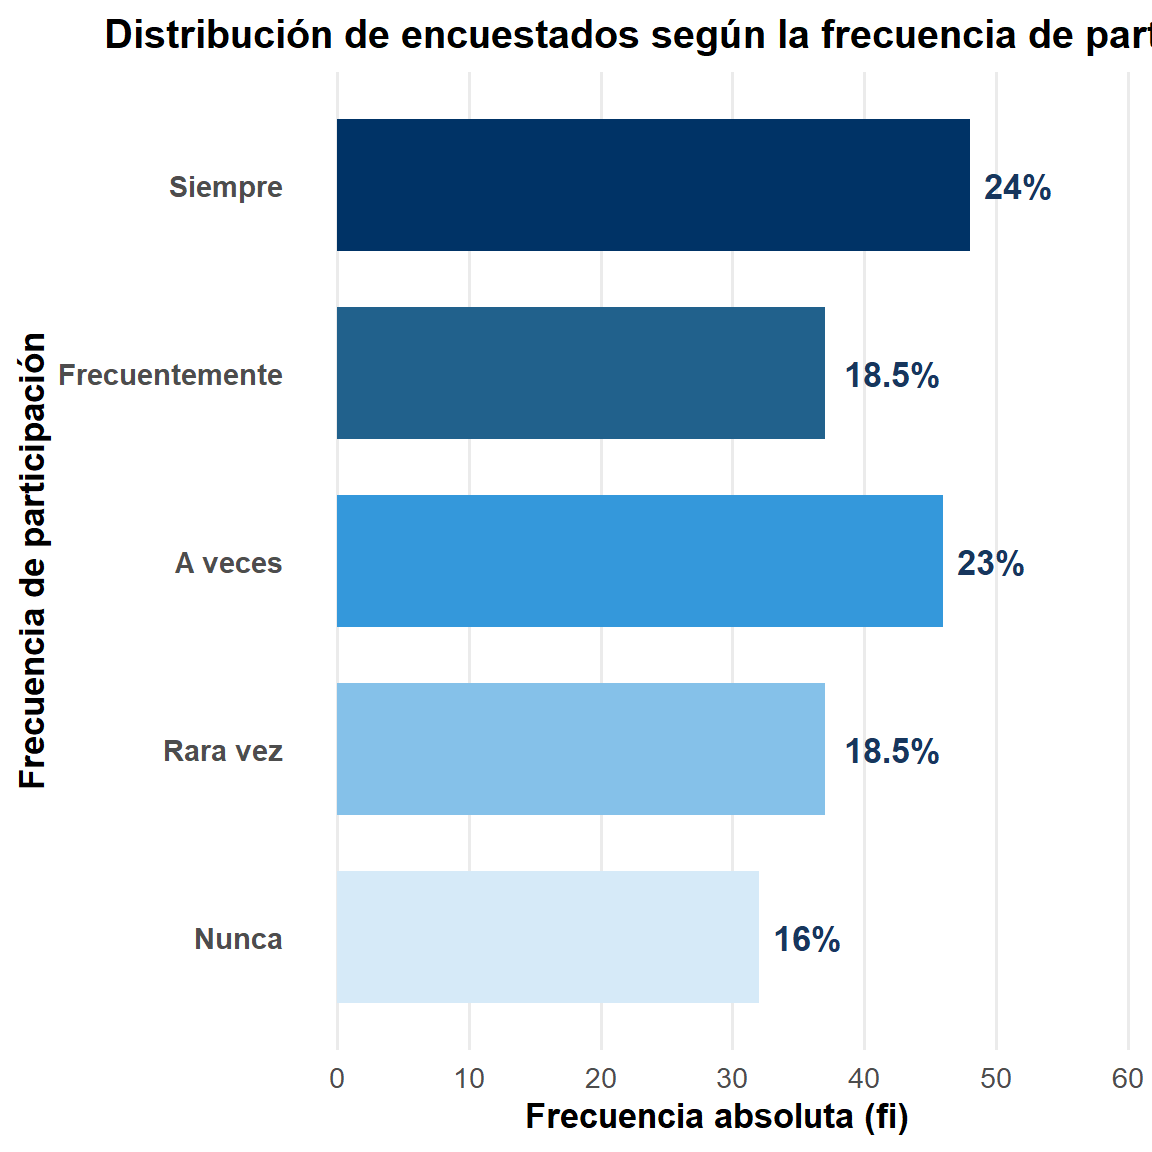 Distribución de encuestados según la frecuencia de part
Siempre
24%
Frecuentemente
18.5%
A veces
23%
Rara vez
18.5%
Nunca
16%
Frecuencia de participación
0 10 20 30 40 50 60
Frecuencia absoluta (fi)